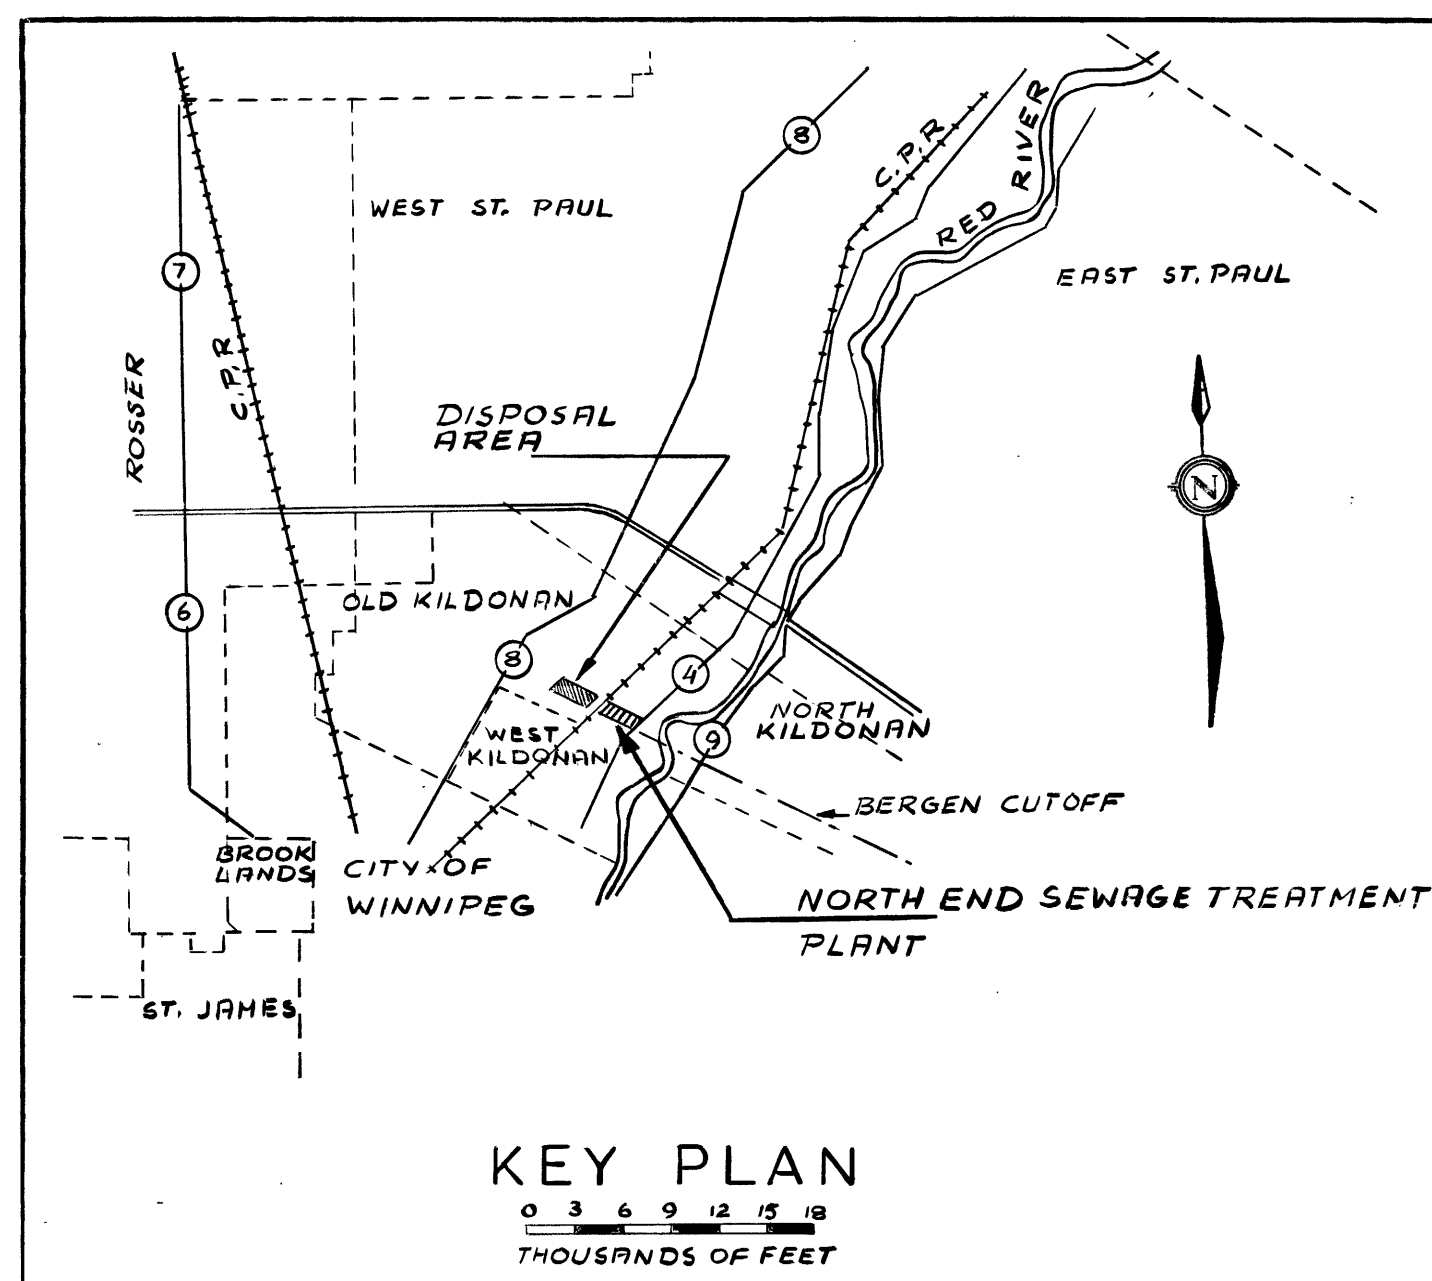 8
C.P.R
RED RIVER
WEST ST. PAUL
7
EAST ST. PAUL
ROSSER
C.P.R
DISPOSAL
AREA
N
OLD KILDONAN
6
8
4
NORTH
KILDONAN
WEST
KILDONAN
9
BERGEN CUTOFF
BROOK
LANDS
CITY OF
WINNIPEG
NORTH END SEWAGE TREATMENT
PLANT
ST. JAMES
KEY PLAN
0 3 6 9 12 15 18
THOUSANDS OF FEET